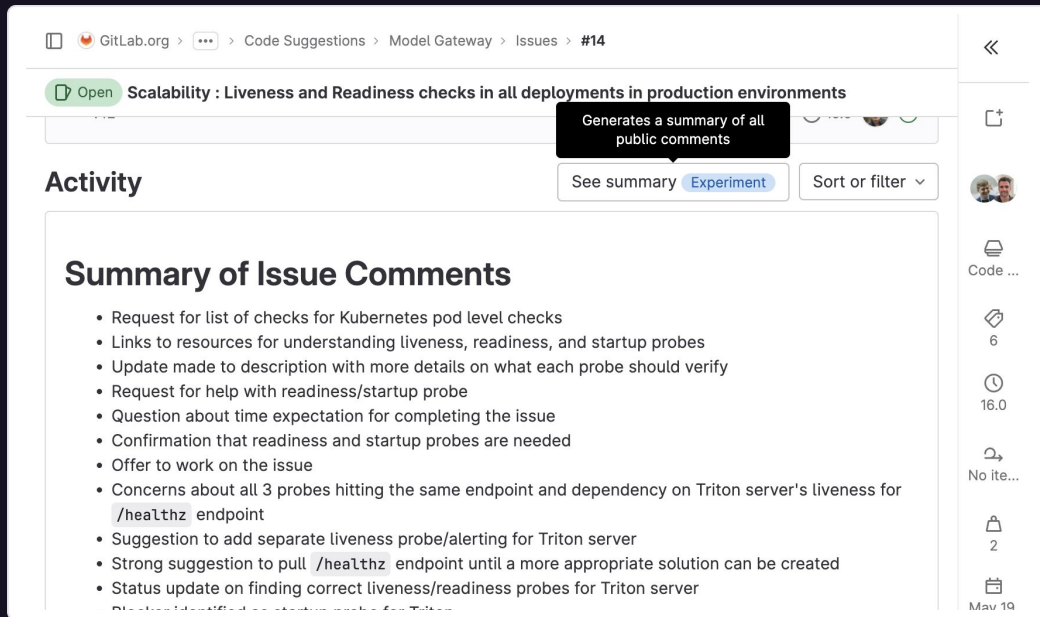 GitLab.org > ... > Code Suggestions > Model Gateway > Issues > #14
Open Scalability : Liveness and Readiness checks in all deployments in production environments
Generates a summary of all
public comments
Activity
See summary Experiment
Sort or filter
Summary of Issue Comments
• Request for list of checks for Kubernetes pod level checks
• Links to resources for understanding liveness, readiness, and startup probes
• Update made to description with more details on what each probe should verify
• Request for help with readiness/startup probe
• Question about time expectation for completing the issue
• Confirmation that readiness and startup probes are needed
• Offer to work on the issue
• Concerns about all 3 probes hitting the same endpoint and dependency on Triton server's liveness for
/healthz endpoint
• Suggestion to add separate liveness probe/alerting for Triton server
• Strong suggestion to pull /healthz endpoint until a more appropriate solution can be created
• Status update on finding correct liveness/readiness probes for Triton server
• Blocker identified as startup probe for Triton
Code ...
6
16.0
No ite...
2
May 19